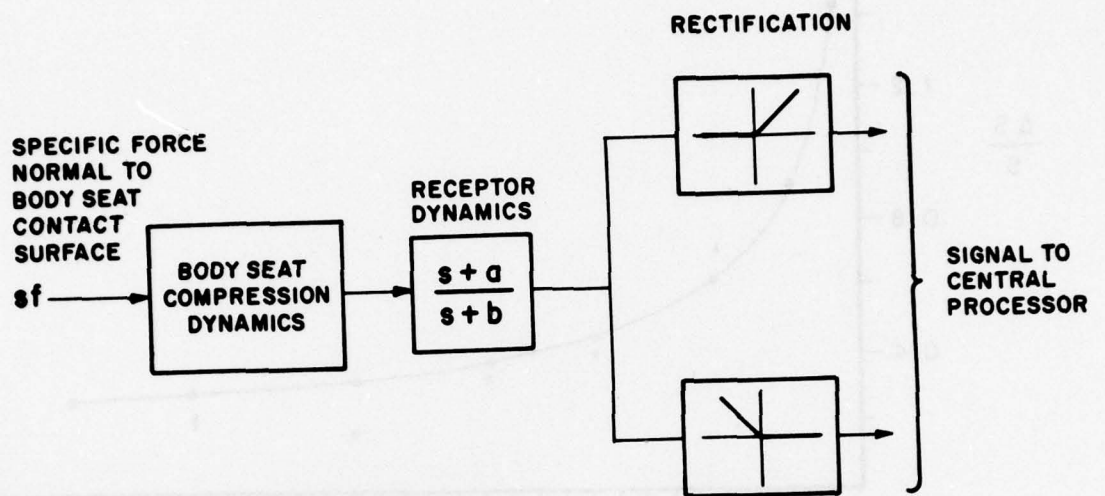 RECTIFICATION
SPECIFIC FORCE
NORMAL TO
BODY SEAT
CONTACT
SURFACE
sf
BODY SEAT
COMPRESSION
DYNAMICS
RECEPTOR
DYNAMICS
s + a
s + b
SIGNAL TO
CENTRAL
PROCESSOR